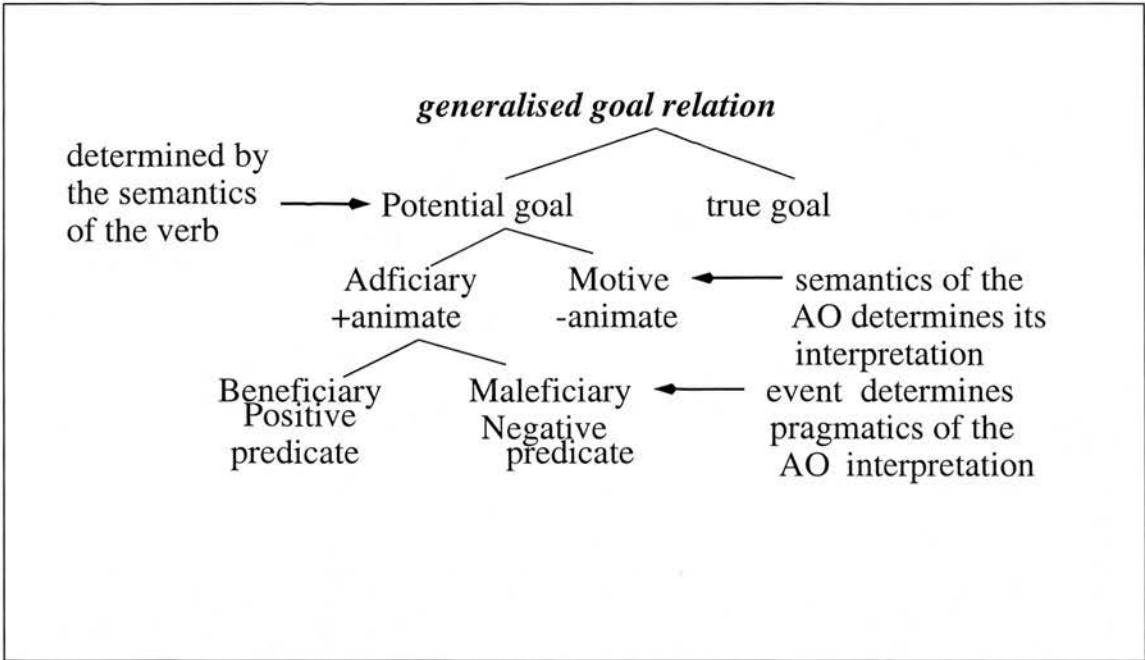 generalised goal relation
determined by
the semantics
of the verb
Potential goal
true goal
Adficiary
+animate
Motive
-animate
semantics of the
AO determines its
interpretation
Beneficiary
Positive
predicate
Maleficiary
Negative
predicate
event determines
pragmatics of the
AO interpretation